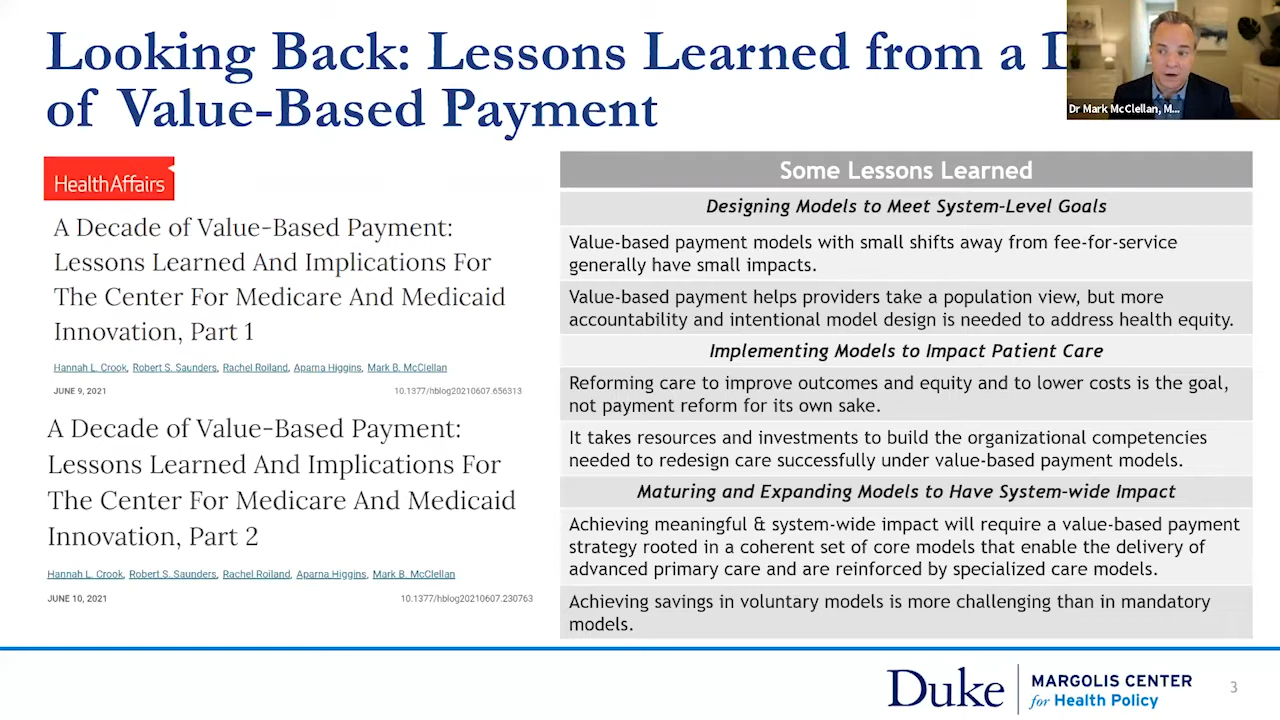 Looking Back: Lessons Learned from a
of Value-Based Payment
Dr Mark McClellan, M...
HealthAffairs
A Decade of Value-Based Payment:
Lessons Learned And Implications For
The Center For Medicare And Medicaid
Innovation, Part 1
Hannah L. Crook, Robert S. Saunders, Rachel Roiland, Aparna Higgins, Mark B. McClellan
JUNE 9, 2021
10.1377/hblog20210607.656313
A Decade of Value-Based Payment:
Lessons Learned And Implications For
The Center For Medicare And Medicaid
Innovation, Part 2
Hannah L. Crook, Robert S. Saunders, Rachel Roiland, Aparna Higgins, Mark B. McClellan
JUNE 10, 2021
10.1377/hblog20210607.230763
Some Lessons Learned
Designing Models to Meet System-Level Goals
Value-based payment models with small shifts away from fee-for-service
generally have small impacts.
Value-based payment helps providers take a population view, but more
accountability and intentional model design is needed to address health equity.
Implementing Models to Impact Patient Care
Reforming care to improve outcomes and equity and to lower costs is the goal,
not payment reform for its own sake.
It takes resources and investments to build the organizational competencies
needed to redesign care successfully under value-based payment models.
Maturing and Expanding Models to Have System-wide Impact
Achieving meaningful & system-wide impact will require a value-based payment
strategy rooted in a coherent set of core models that enable the delivery of
advanced primary care and are reinforced by specialized care models.
Achieving savings in voluntary models is more challenging than in mandatory
models.
Duke
MARGOLIS CENTER
for Health Policy
3